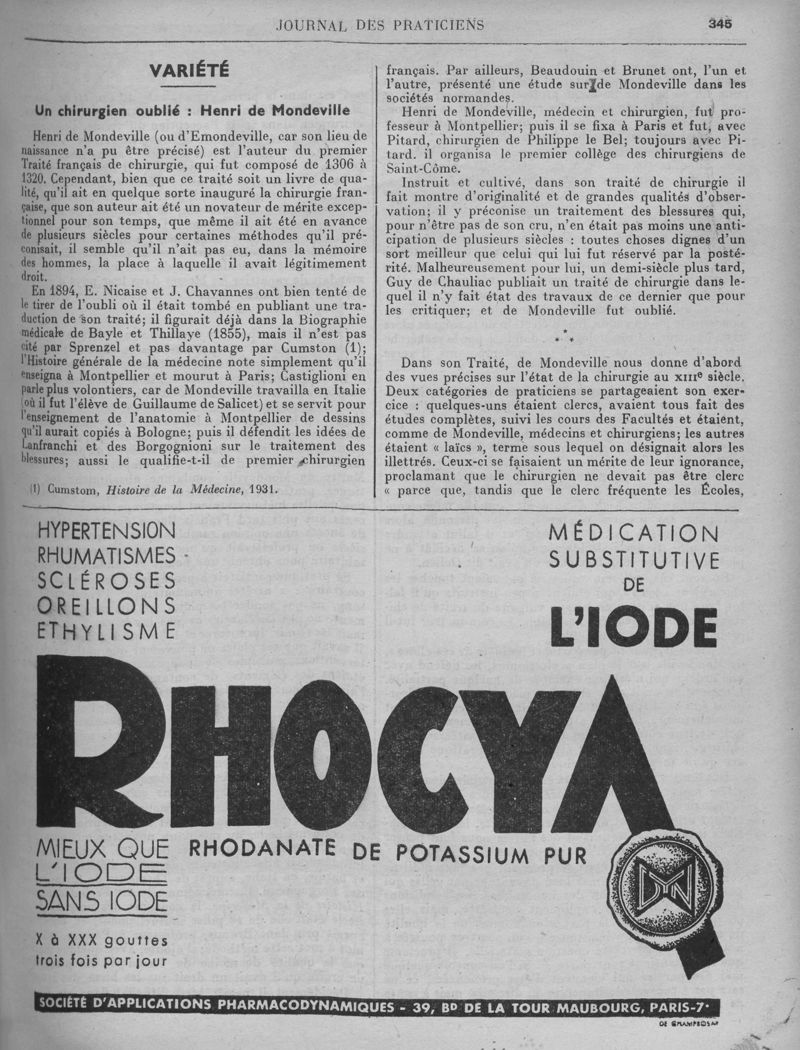 JOURNAL DES PRATICIENS
345
VARIÉTÉ
Un chirurgien oublié : Henri de Mondeville
Henri de Mondeville (ou d'Emondeville, car son lieu de
naissance n'a pu être précisé) est l'auteur du premier
Traité français de chirurgie, qui fut composé de 1306 à
1320. Cependant, bien que ce traité soit un livre de qua-
lité, qu'il ait en quelque sorte inauguré la chirurgie fran-
çaise, que son auteur ait été un novateur de mérite excep-
tionnel pour son temps, que même il ait été en avance
de plusieurs siècles pour certaines méthodes qu'il pré-
conisait, il semble qu'il n'ait pas eu, dans la mémoire
des hommes, la place à laquelle il avait légitimement
droit.
En 1894, E. Nicaise et J. Chavannes ont bien tenté de
le tirer de l'oubli où il était tombé en publiant une tra-
duction de son traité; il figurait déjà dans la Biographie
médicale de Bayle et Thillaye (1855), mais il n'est pas
cité par Sprenzel et pas davantage par Cumston (1);
l'Histoire générale de la médecine note simplement qu'il
enseigna à Montpellier et mourut à Paris; Castiglioni en
parle plus volontiers, car de Mondeville travailla en Italie
(où il fut l'élève de Guillaume de Salicet) et se servit pour
l'enseignement de l'anatomie à Montpellier de dessins
qu'il aurait copiés à Bologne; puis il défendit les idées de
Lanfranchi et des Borgognioni sur le traitement des
blessures; aussi le qualifie-t-il de premier chirurgien
(1) Cumstom, Histoire de la Médecine, 1931.
français. Par ailleurs, Beaudouin et Brunet ont, l'un et
l'autre, présenté une étude sur de Mondeville dans les
sociétés normandes.
Henri de Mondeville, médecin et chirurgien, fut pro-
fesseur à Montpellier; puis il se fixa à Paris et fut, avec
Pitard, chirurgien de Philippe le Bel; toujours avec Pi-
tard. il organisa le premier collège des chirurgiens de
Saint-Côme.
Instruit et cultivé, dans son traité de chirurgie il
fait montre d'originalité et de grandes qualités d'obser-
vation; il y préconise un traitement des blessures qui,
pour n'être pas de son cru, n'en était pas moins une anti-
cipation de plusieurs siècles : toutes choses dignes d'un
sort meilleur que celui qui lui fut réservé par la posté-
rité. Malheureusement pour lui, un demi-siècle plus tard,
Guy de Chauliac publiait un traité de chirurgie dans le-
quel il n'y fait état des travaux de ce dernier que pour
les critiquer; et de Mondeville fut oublié.
* * *
Dans son Traité, de Mondeville nous donne d'abord
des vues précises sur l'état de la chirurgie au XIIIe siècle.
Deux catégories de praticiens se partageaient son exer-
cice : quelques-uns étaient clercs, avaient tous fait des
études complètes, suivi les cours des Facultés et étaient,
comme de Mondeville, médecins et chirurgiens; les autres
étaient « laïcs », terme sous lequel on désignait alors les
illettrés. Ceux-ci se faisaient un mérite de leur ignorance,
proclamant que le chirurgien ne devait pas être clerc
« parce que, tandis que le clerc fréquente les Écoles,
HYPERTENSION
RHUMATISMES
SCLÉROSES
OREILLONS
ETHYLISME
MÉDICATION
SUBSTITUTIVE
DE
L'IODE
RHOCYA
MIEUX QUE
L'IODE
SANS IODE
RHODANATE DE POTASSIUM PUR
DYN
X à XXX gouttes
trois fois par jour
SOCIÉTÉ D'APPLICATIONS PHARMACODYNAMIQUES - 39, BD DE LA TOUR MAUBOURG, PARIS-7e